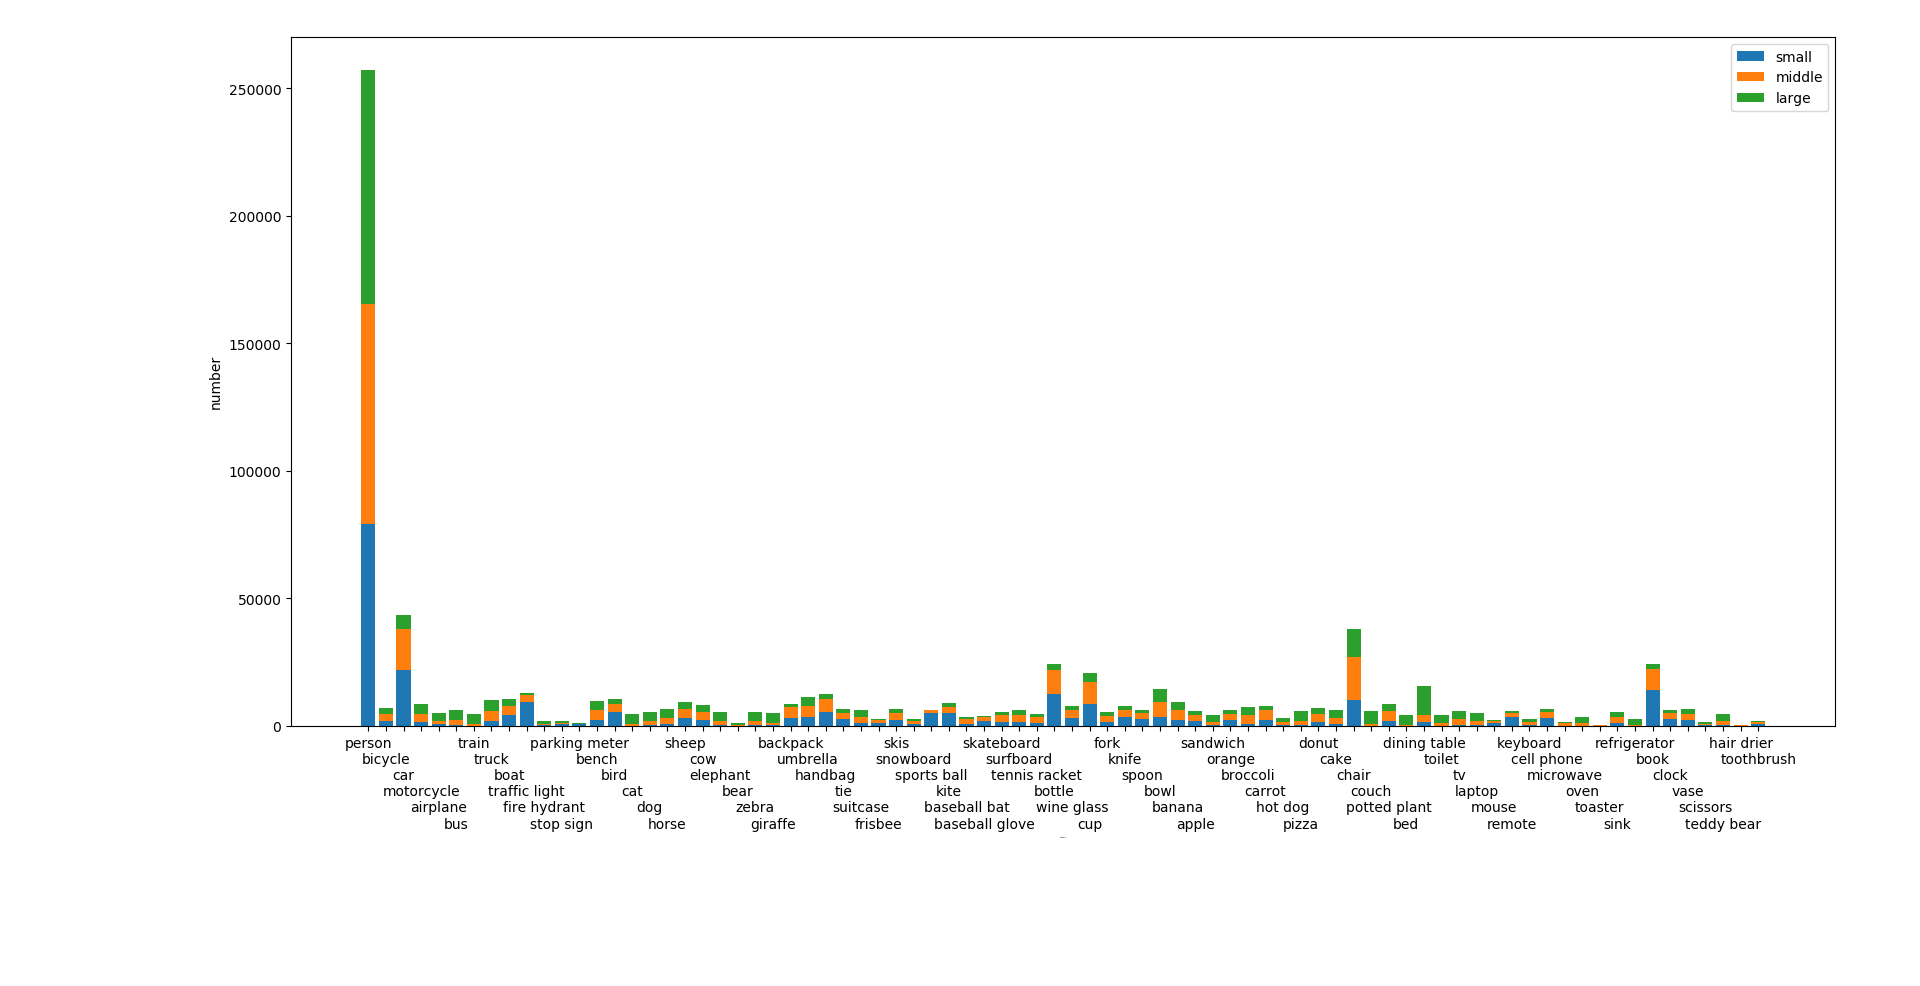 small
middle
large
250000
200000
150000
100000
50000
0
number
person train parking meter sheep backpack skis skateboard fork sandwich donut dining table keyboard refrigerator hair drier
bicycle truck bench cow umbrella snowboard surfboard knife orange cake toilet cell phone book toothbrush
car boat bird elephant handbag sports ball tennis racket spoon broccoli chair tv microwave clock
motorcycle traffic light cat bear tie kite bottle bowl carrot couch laptop oven vase
airplane fire hydrant dog zebra suitcase baseball bat wine glass banana hot dog potted plant mouse toaster scissors
bus stop sign horse giraffe frisbee baseball glove cup apple pizza bed remote sink teddy bear